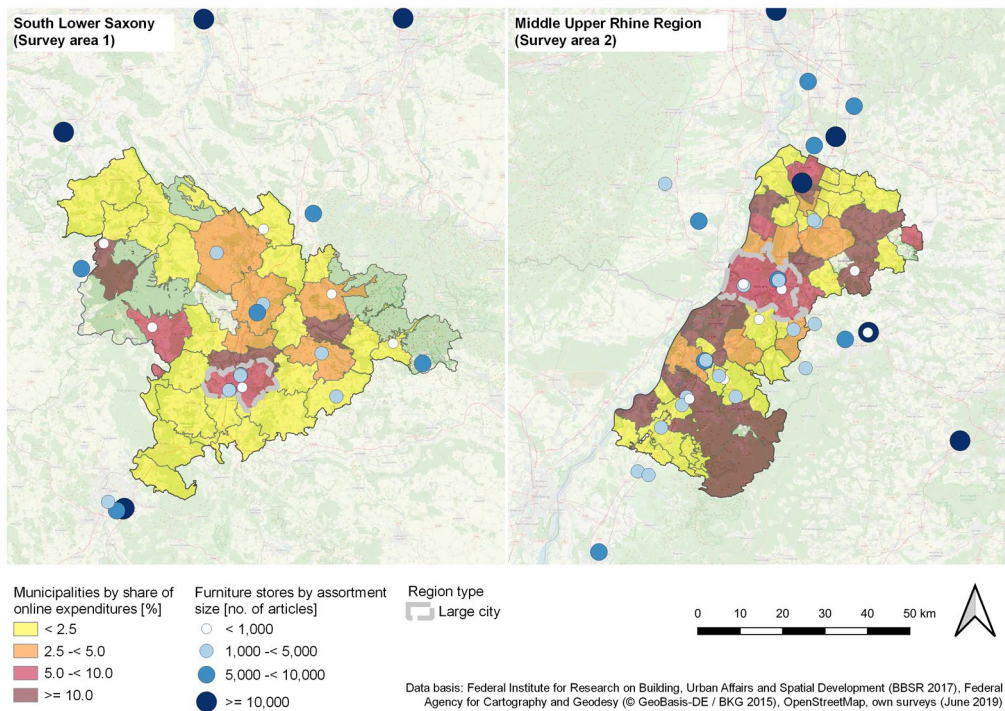 South Lower Saxony
(Survey area 1)
Middle Upper Rhine Region
(Survey area 2)
Municipalities by share of
online expenditures [%]
< 2.5
2.5 -< 5.0
5.0 -< 10.0
>= 10.0
Furniture stores by assortment
size [no. of articles]
< 1,000
1,000 -< 5,000
5,000 -< 10,000
>= 10,000
Region type
Large city
0 10 20 30 40 50 km
Data basis: Federal Institute for Research on Building, Urban Affairs and Spatial Development (BBSR 2017), Federal
Agency for Cartography and Geodesy (© GeoBasis-DE / BKG 2015), OpenStreetMap, own surveys (June 2019)